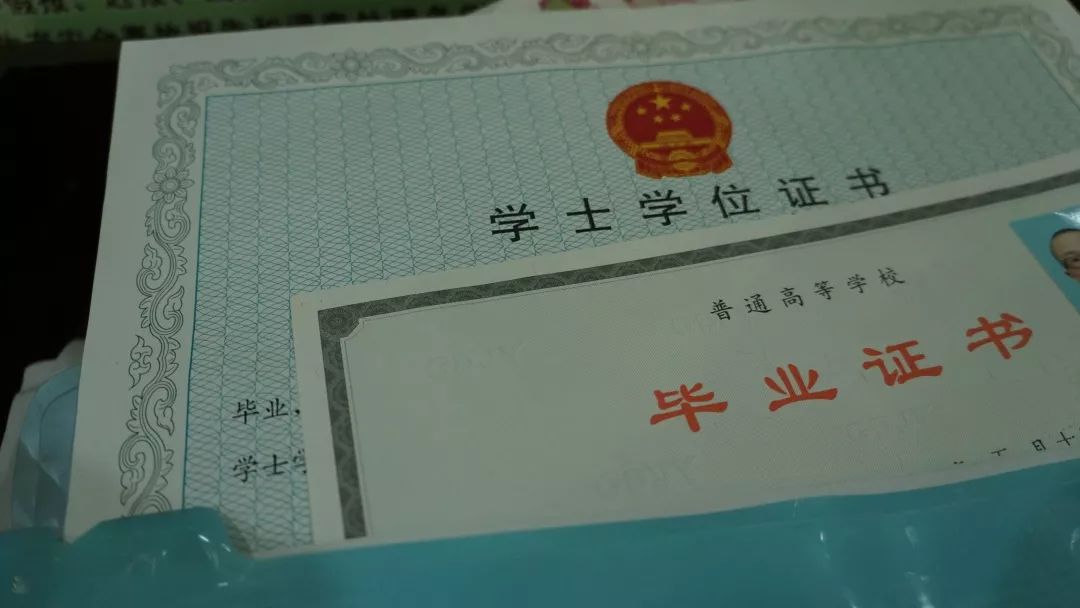 学士学位证书
普通高等学校
毕业证书
毕业，
学士学